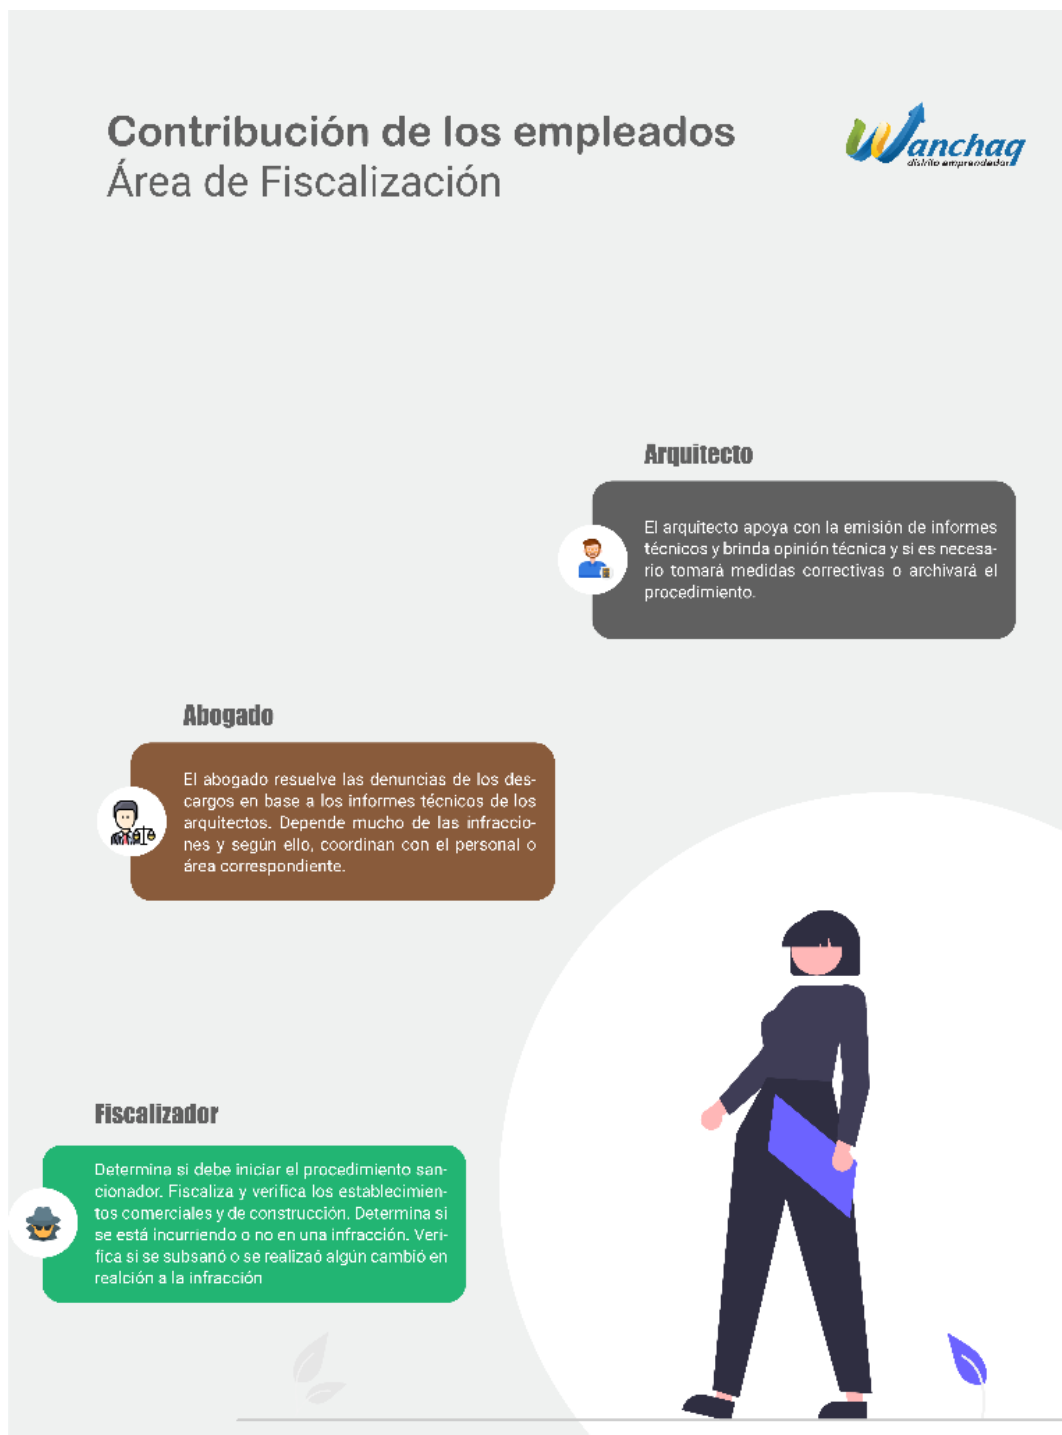 Contribución de los empleados
Área de Fiscalización
Wanchaq
distrito emprendedor
Arquitecto
El arquitecto apoya con la emisión de informes
técnicos y brinda opinión técnica y si es necesa-
rio tomará medidas correctivas o archivará el
procedimiento.
Abogado
El abogado resuelve las denuncias de los des-
cargos en base a los informes técnicos de los
arquitectos. Depende mucho de las infraccio-
nes y según ello, coordinan con el personal o
área correspondiente.
Fiscalizador
Determina si debe iniciar el procedimiento san-
cionador. Fiscaliza y verifica los establecimien-
tos comerciales y de construcción. Determina si
se está incurriendo o no en una infracción. Veri-
fica si se subsanó o se realizaó algún cambió en
realción a la infracción